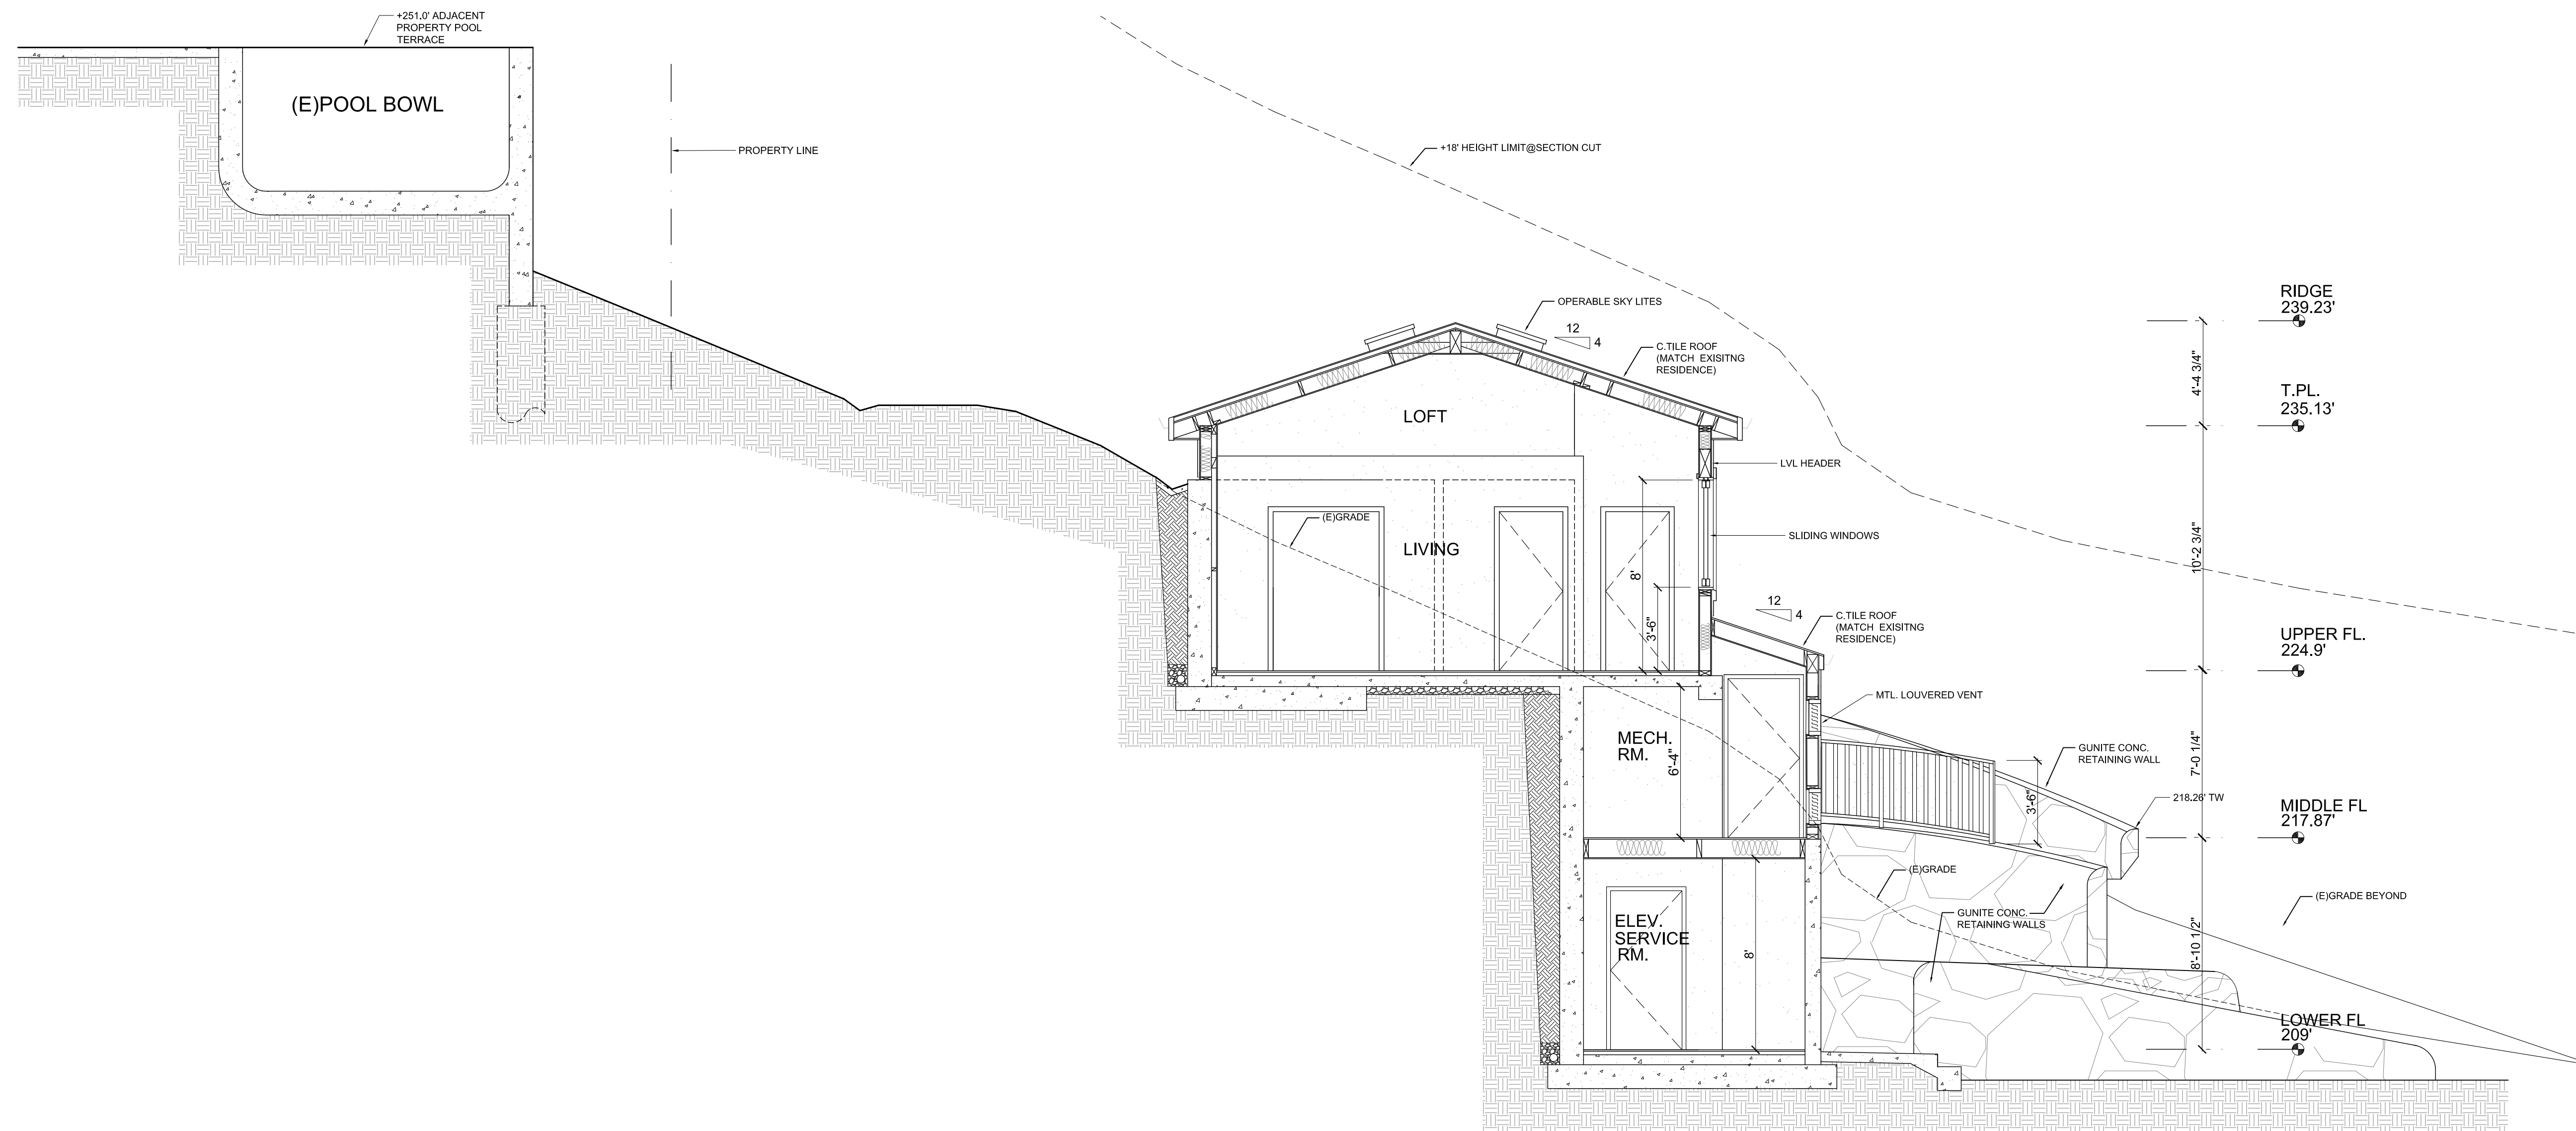 +251.0' ADJACENT
PROPERTY POOL
TERRACE
(E)POOL BOWL
PROPERTY LINE
+18' HEIGHT LIMIT@SECTION CUT
OPERABLE SKY LITES
12
4
C.TILE ROOF
(MATCH EXISITNG
RESIDENCE)
RIDGE
239.23'
4'-4 3/4"
T.PL.
235.13'
LOFT
LVL HEADER
(E)GRADE
LIVING
8'
3'-6"
SLIDING WINDOWS
10'-2 3/4"
12
4
C.TILE ROOF
(MATCH EXISITNG
RESIDENCE)
UPPER FL.
224.9'
MTL. LOUVERED VENT
MECH.
RM.
6'-4"
GUNITE CONC.
RETAINING WALL
7'-0 1/4"
3'-6"
218.26' TW
MIDDLE FL
217.87'
(E)GRADE
(E)GRADE BEYOND
ELEV.
SERVICE
RM.
8'
GUNITE CONC.
RETAINING WALLS
8'-10 1/2"
LOWER FL
209'